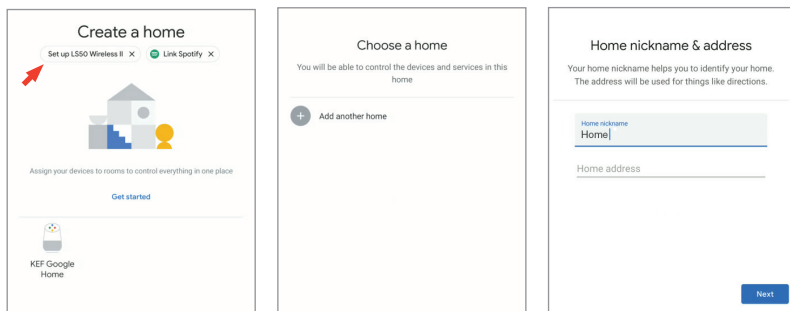 Create a home
Set up LS50 Wireless II X Link Spotify X
Assign your devices to rooms to control everything in one place
Get started
KEF Google
Home
Choose a home
You will be able to control the devices and services in this
home
Add another home
Home nickname & address
Your home nickname helps you to identify your home.
The address will be used for things like directions.
Home nickname
Home
Home address
Next